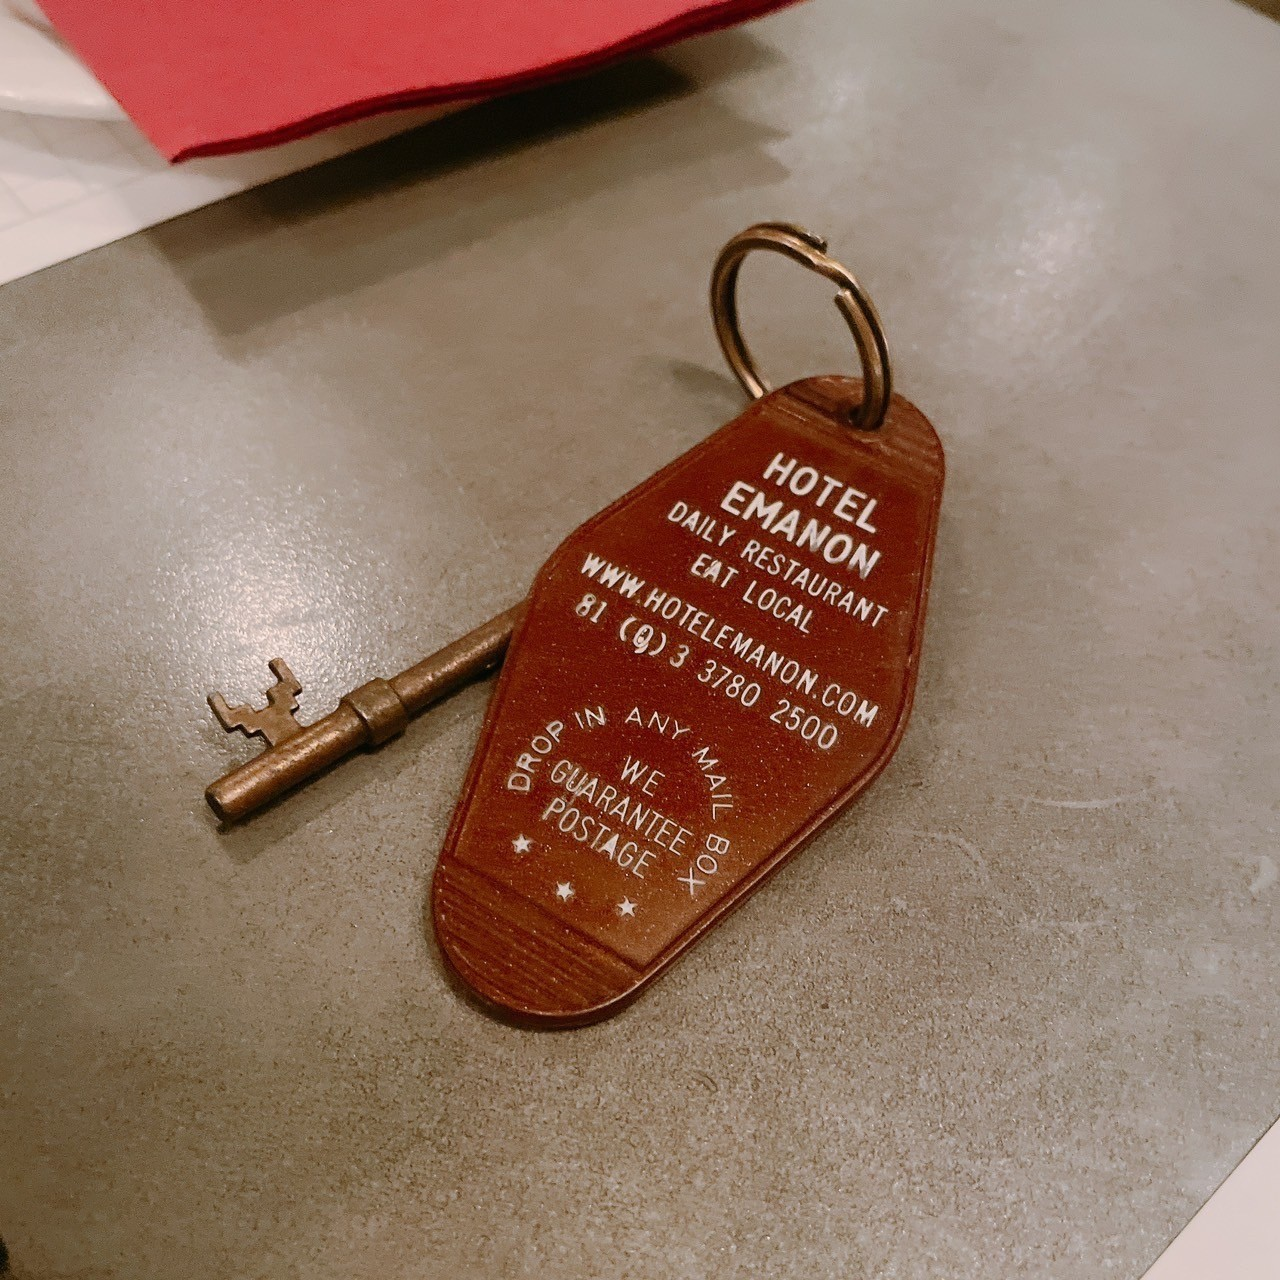 HOTEL
EMANON
DAILY RESTAURANT
EAT LOCAL
WWW.HOTELEMANON.COM
81 (0) 3 3780 2500
DROP IN ANY MAIL BOX
WE
GUARANTEE
POSTAGE